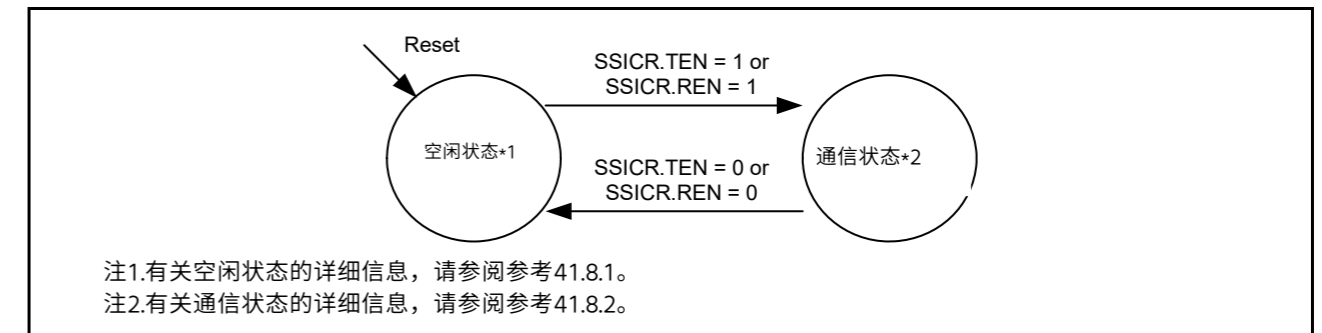 Reset
SSICR.TEN = 1 or
SSICR.REN = 1
空闲状态*1
通信状态*2
SSICR.TEN = 0 or
SSICR.REN = 0
注1.有关空闲状态的详细信息，请参阅参考41.8.1。
注2.有关通信状态的详细信息，请参阅参考41.8.2。